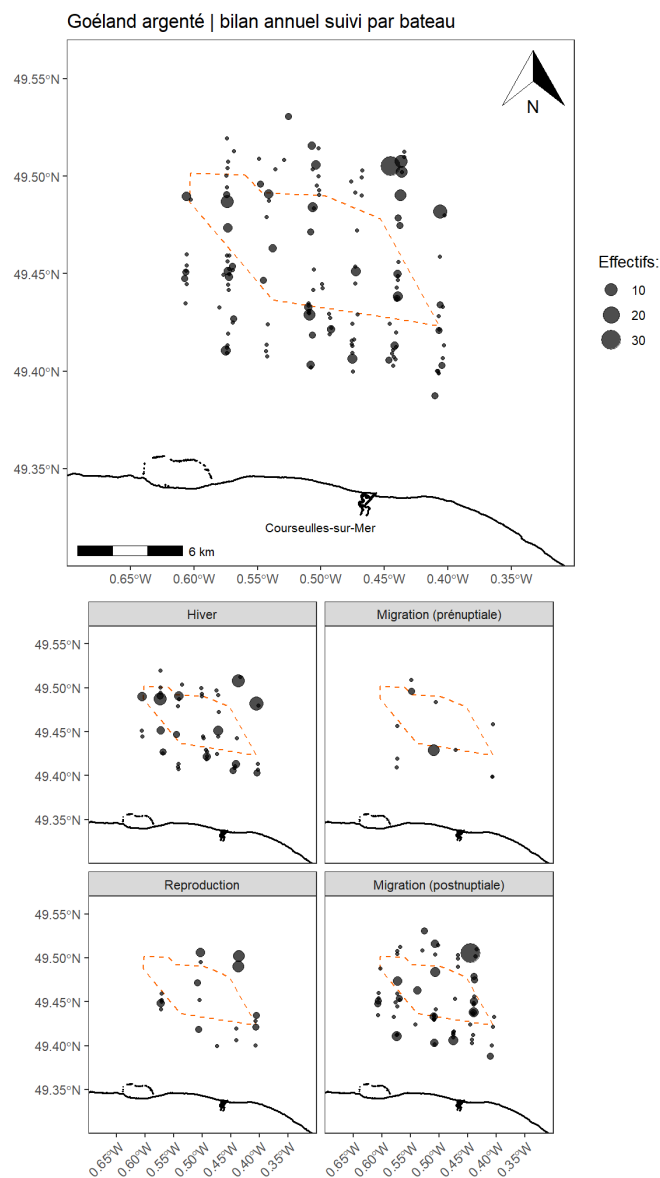 Goéland argenté | bilan annuel suivi par bateau
N
49.55°N
49.50°N
49.45°N
49.40°N
49.35°N
Courseulles-sur-Mer
6 km
0.65°W 0.60°W 0.55°W 0.50°W 0.45°W 0.40°W 0.35°W
Effectifs:
10
20
30
Hiver Migration (prénuptiale)
49.55°N
49.50°N
49.45°N
49.40°N
49.35°N
Reproduction Migration (postnuptiale)
49.55°N
49.50°N
49.45°N
49.40°N
49.35°N
0.65°W 0.60°W 0.55°W 0.50°W 0.45°W 0.40°W 0.35°W 0.65°W 0.60°W 0.55°W 0.50°W 0.45°W 0.40°W 0.35°W